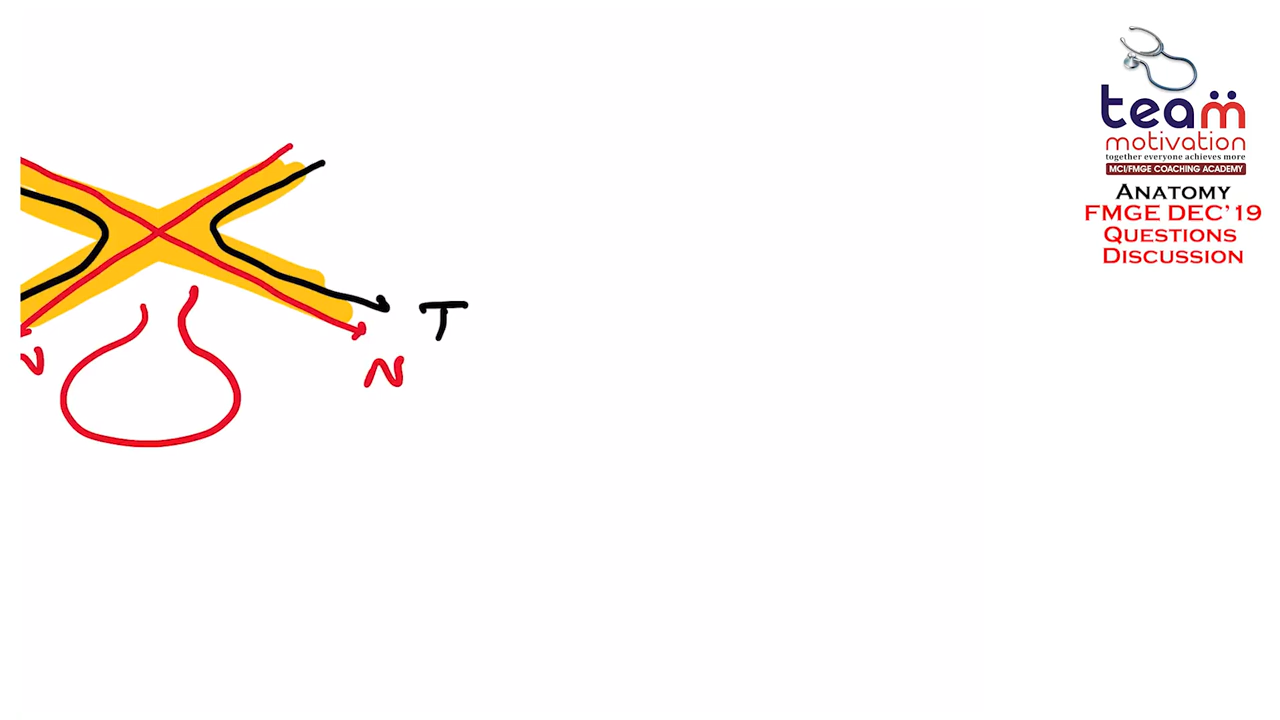 team
motivation
together everyone achieves more
MCI/FMGE COACHING ACADEMY
ANATOMY
FMGE DEC'19
QUESTIONS
DISCUSSION
T
N
N